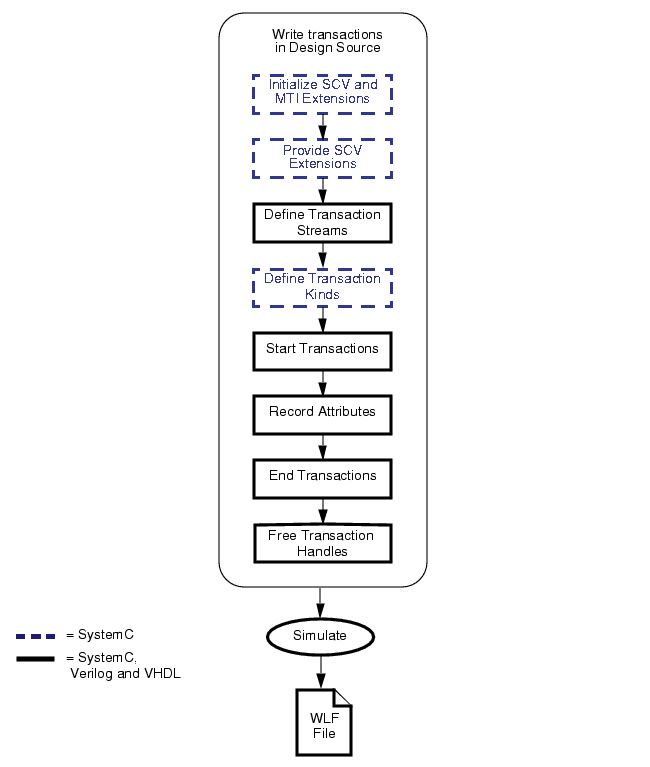 Write transactions
in Design Source
Initialize SCV and
MTI Extensions
Provide SCV
Extensions
Define Transaction
Streams
Define Transaction
Kinds
Start Transactions
Record Attributes
End Transactions
Free Transaction
Handles
Simulate
= SystemC
= SystemC,
Verilog and VHDL
WLF
File